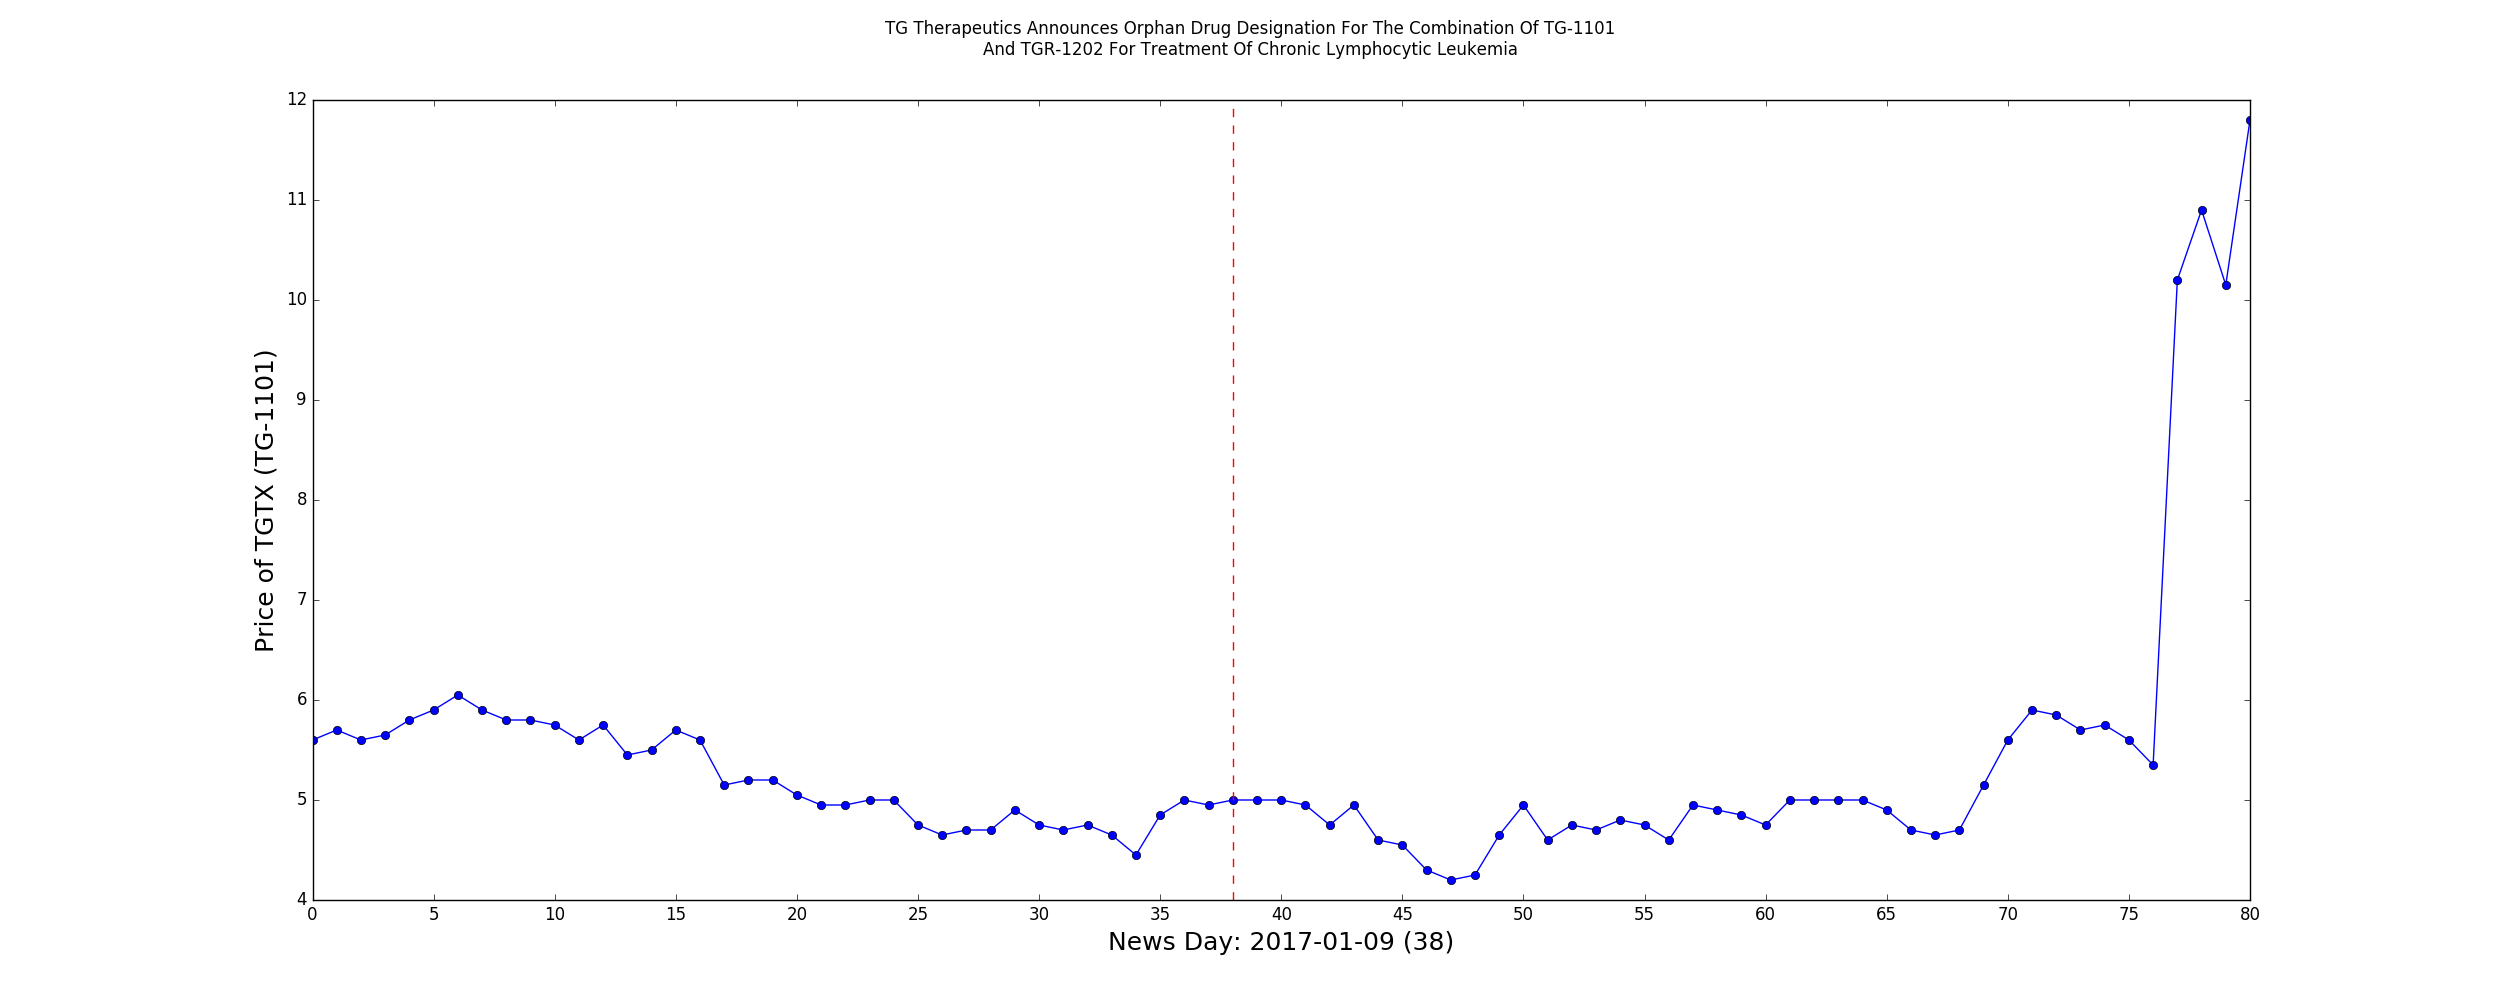 TG Therapeutics Announces Orphan Drug Designation For The Combination Of TG-1101
And TGR-1202 For Treatment Of Chronic Lymphocytic Leukemia
12
11
10
9
8
7
6
5
4
Price of TGTX (TG-1101)
0 5 10 15 20 25 30 35 40 45 50 55 60 65 70 75 80
News Day: 2017-01-09 (38)